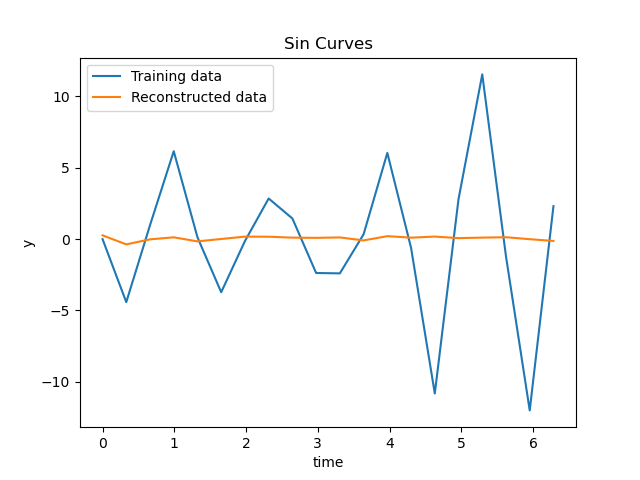 Sin Curves
Training data
Reconstructed data
10
5
0
−5
−10
y
0 1 2 3 4 5 6
time